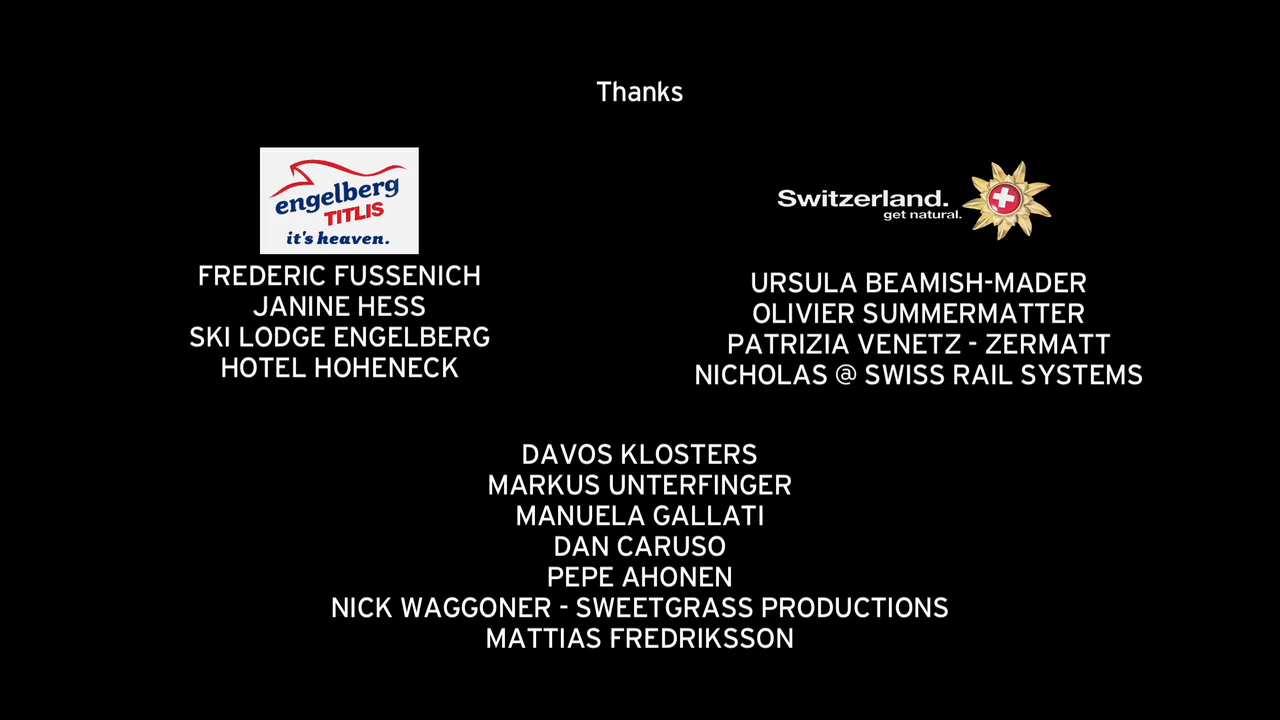 Thanks
engelberg
TITLIS
it's heaven.
FREDERIC FUSSENICH
JANINE HESS
SKI LODGE ENGELBERG
HOTEL HOHENECK
Switzerland.
get natural.
URSULA BEAMISH-MADER
OLIVIER SUMMERMATTER
PATRIZIA VENETZ - ZERMATT
NICHOLAS @ SWISS RAIL SYSTEMS
DAVOS KLOSTERS
MARKUS UNTERFINGER
MANUELA GALLATI
DAN CARUSO
PEPE AHONEN
NICK WAGGONER - SWEETGRASS PRODUCTIONS
MATTIAS FREDRIKSSON